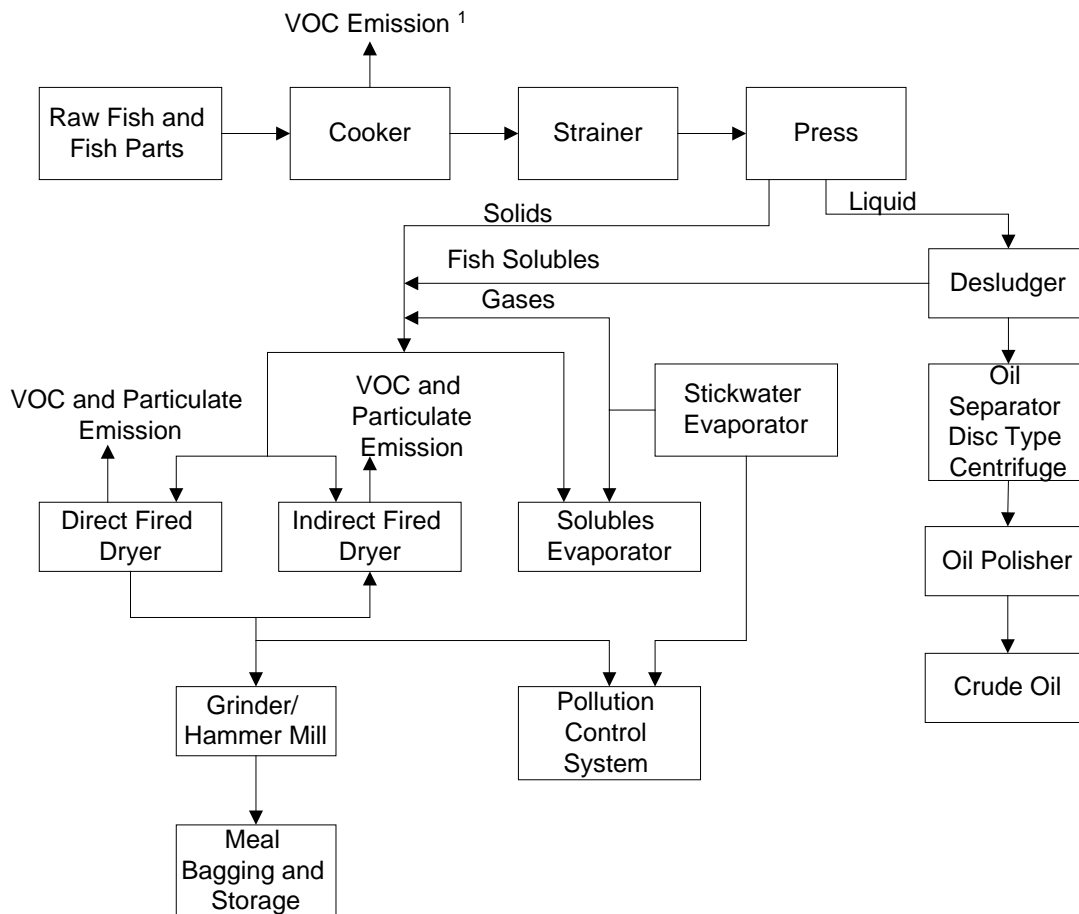 VOC Emission 1
Raw Fish and
Fish Parts
Cooker
Strainer
Press
Solids
Liquid
Fish Solubles
Desludger
Gases
VOC and Particulate
Emission
VOC and
Particulate
Emission
Stickwater
Evaporator
Oil
Separator
Disc Type
Centrifuge
Direct Fired
Dryer
Indirect Fired
Dryer
Solubles
Evaporator
Oil Polisher
Grinder/
Hammer Mill
Pollution
Control
System
Crude Oil
Meal
Bagging and
Storage